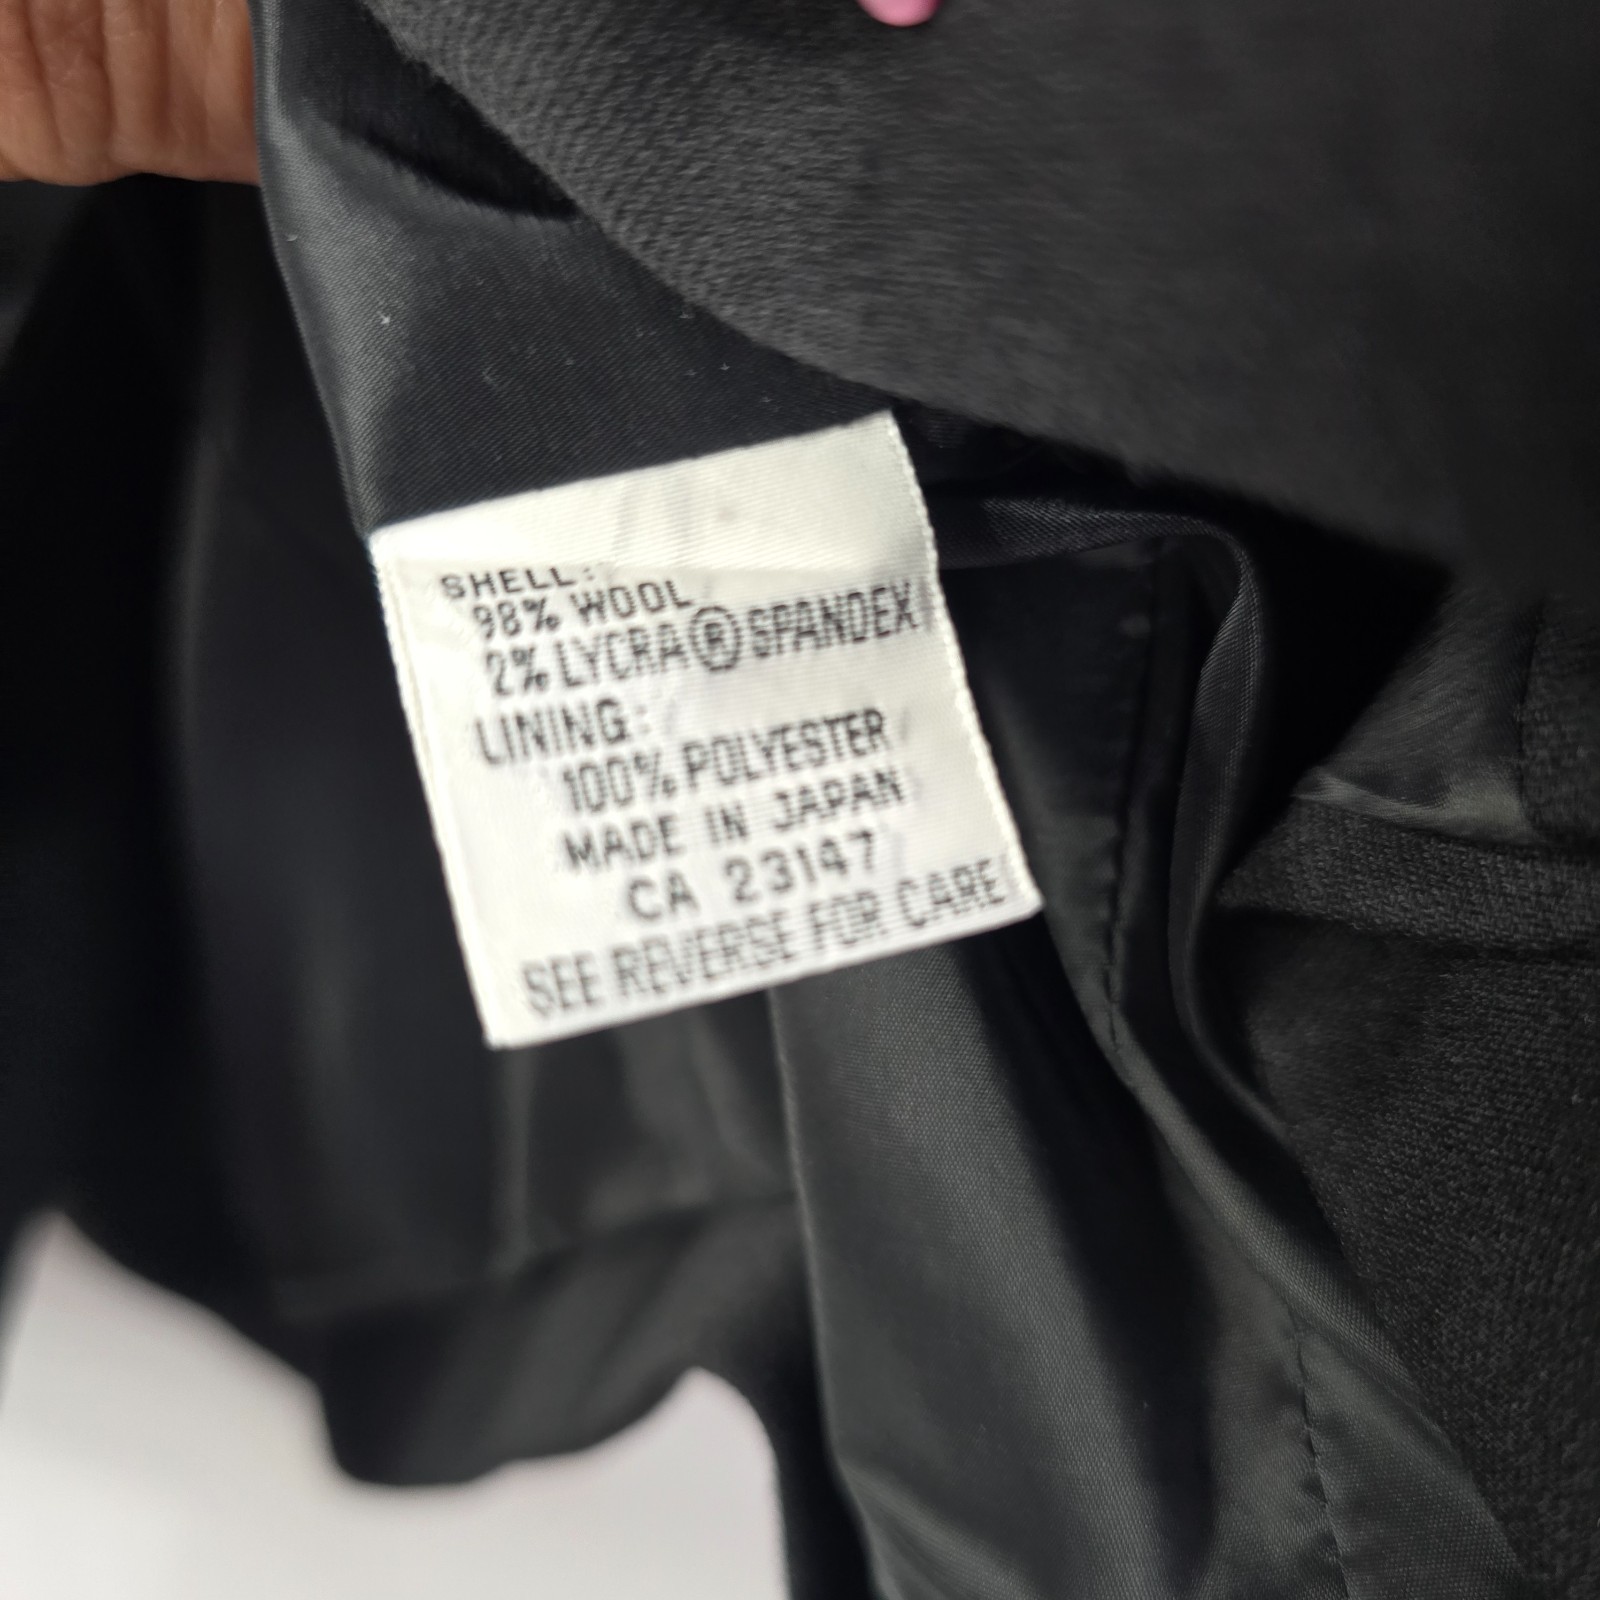 SHELL:
98% WOOL
2% LYCRA® SPANDEX
LINING:
100% POLYESTER
MADE IN JAPAN
CA 23147
SEE REVERSE FOR CARE